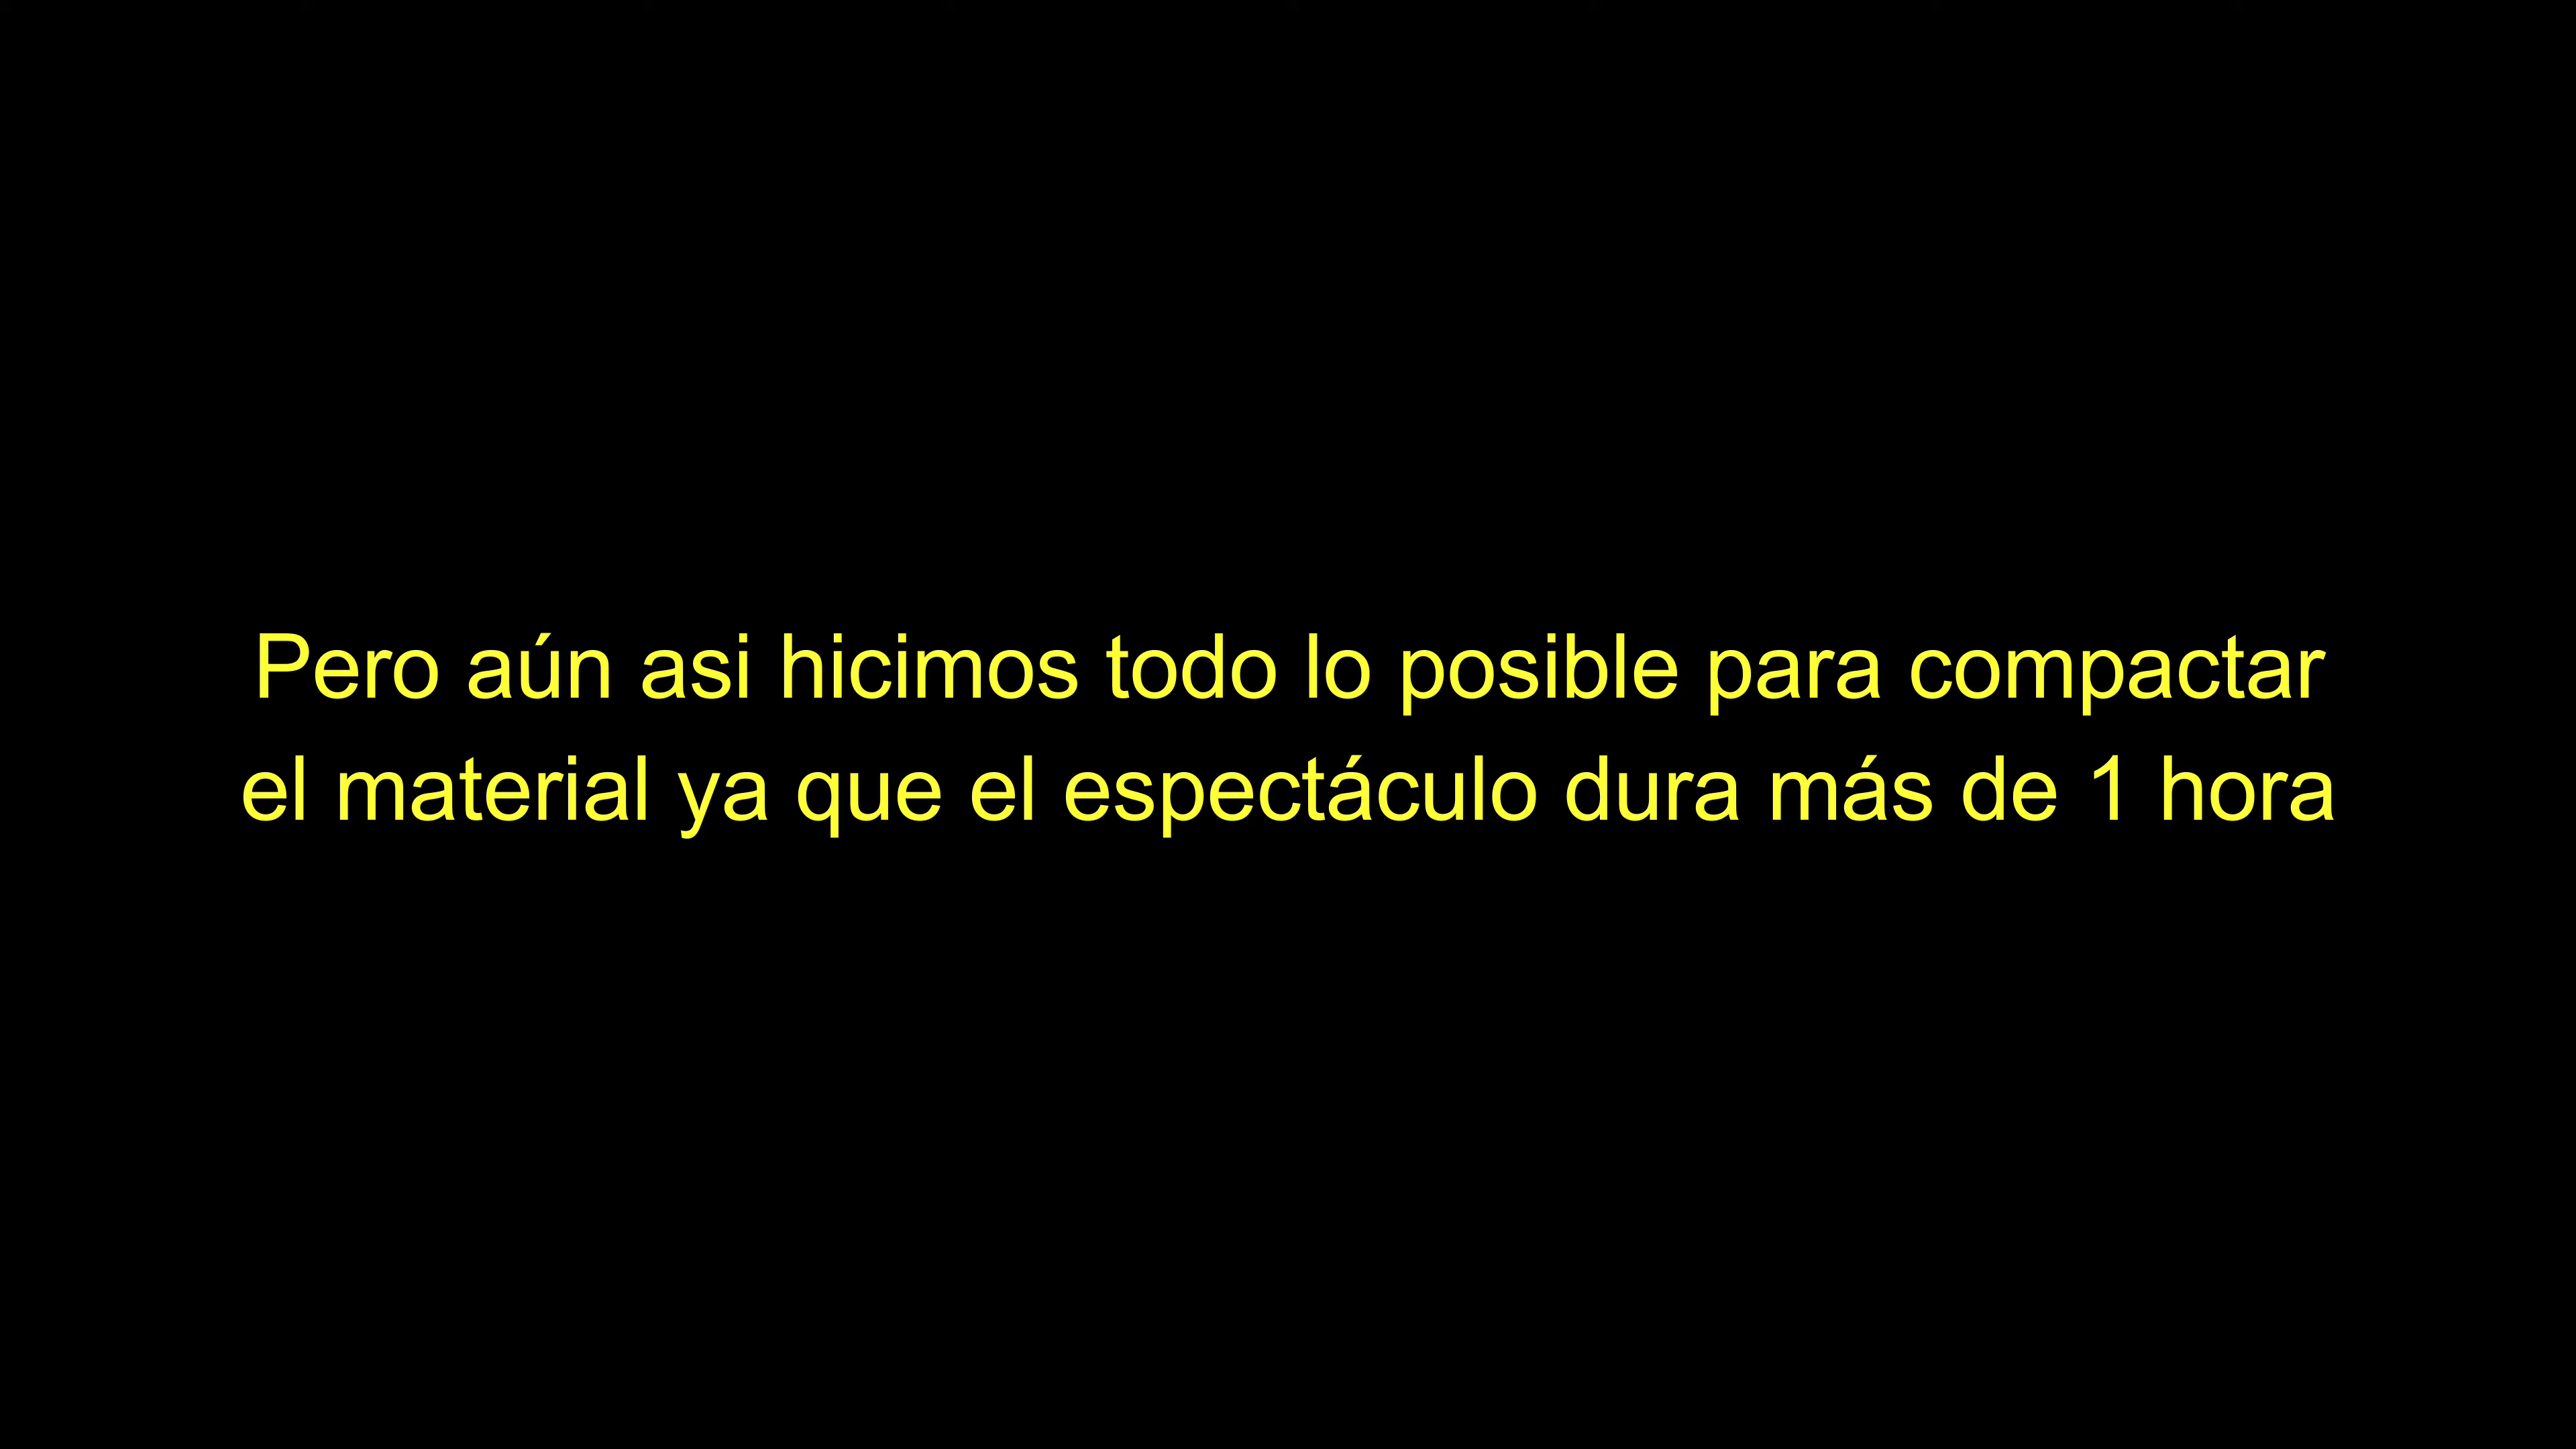 Pero aún asi hicimos todo lo posible para compactar
el material ya que el espectáculo dura más de 1 hora